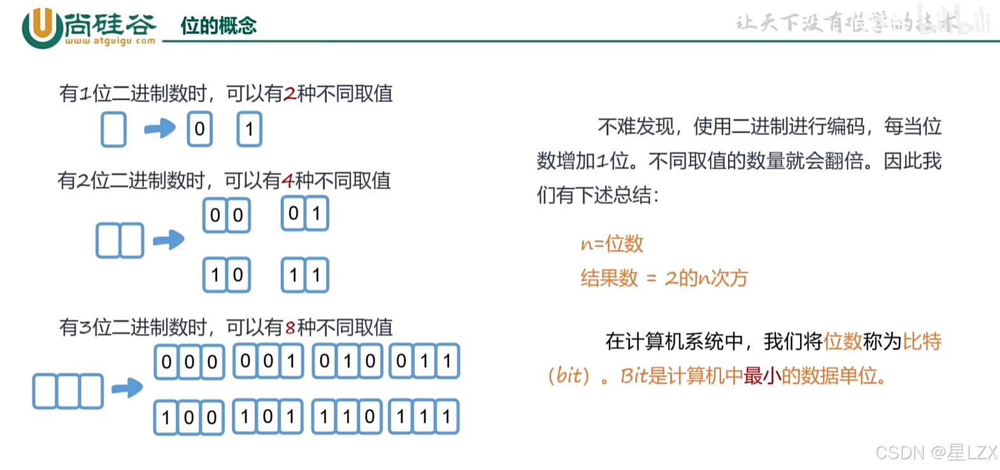 尚硅谷
www.atguigu.com
位的概念
让天下没有难学的技术
bilibili
有1位二进制数时，可以有2种不同取值
0 1
有2位二进制数时，可以有4种不同取值
00 01
10 11
有3位二进制数时，可以有8种不同取值
000 001 010 011
100 101 110 111
不难发现，使用二进制进行编码，每当位
数增加1位。不同取值的数量就会翻倍。因此我
们有下述总结：
n=位数
结果数 = 2的n次方
在计算机系统中，我们将位数称为比特
（bit）。Bit是计算机中最小的数据单位。
CSDN @星LZX